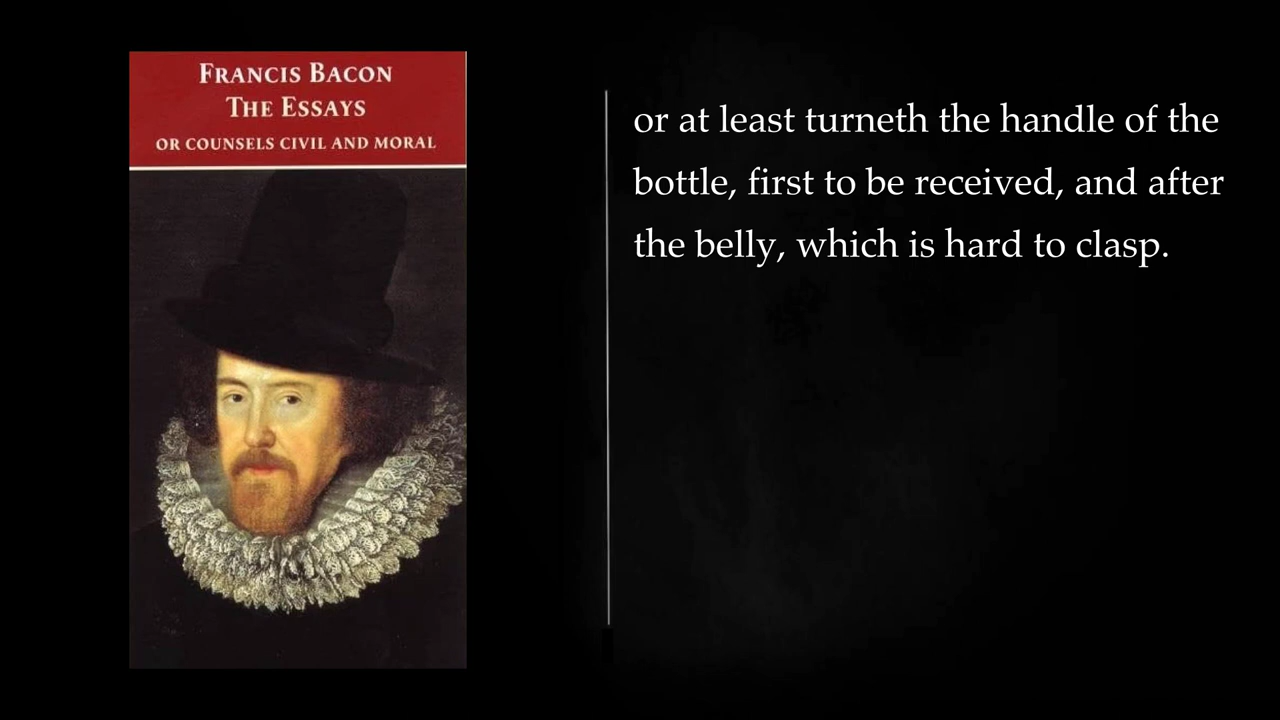 FRANCIS BACON
THE ESSAYS
OR COUNSELS CIVIL AND MORAL
or at least turneth the handle of the
bottle, first to be received, and after
the belly, which is hard to clasp.